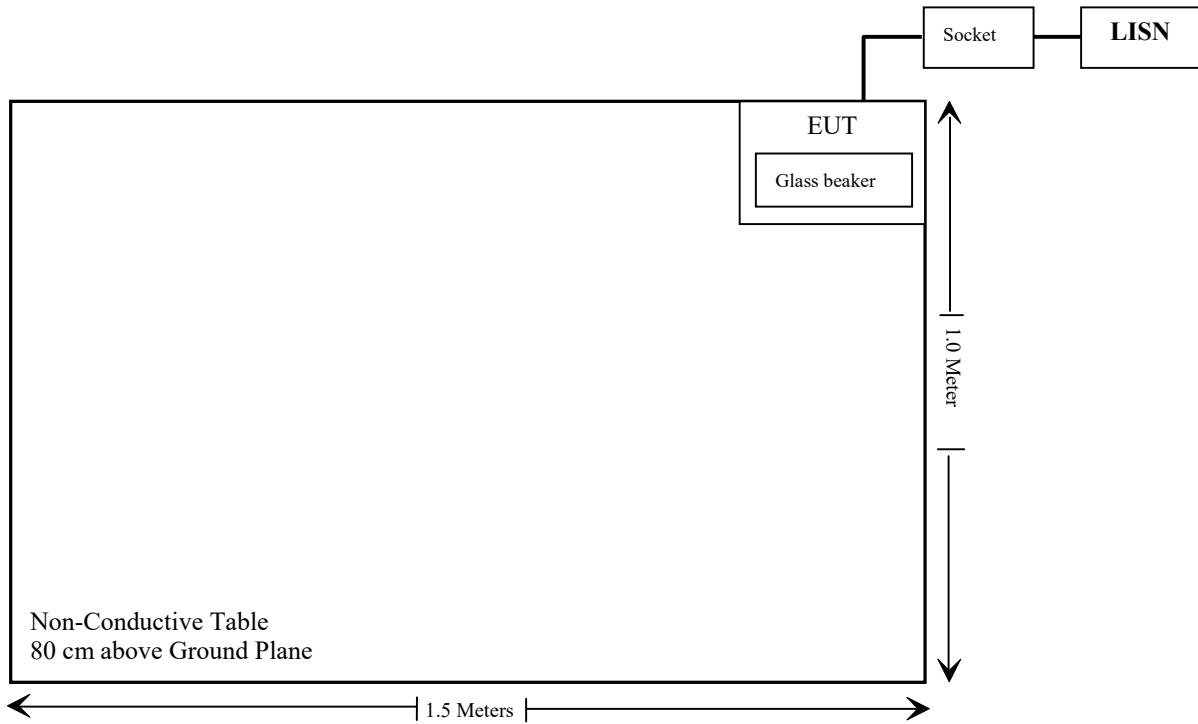 Socket
LISN
EUT
Glass beaker
1.0 Meter
Non-Conductive Table
80 cm above Ground Plane
1.5 Meters